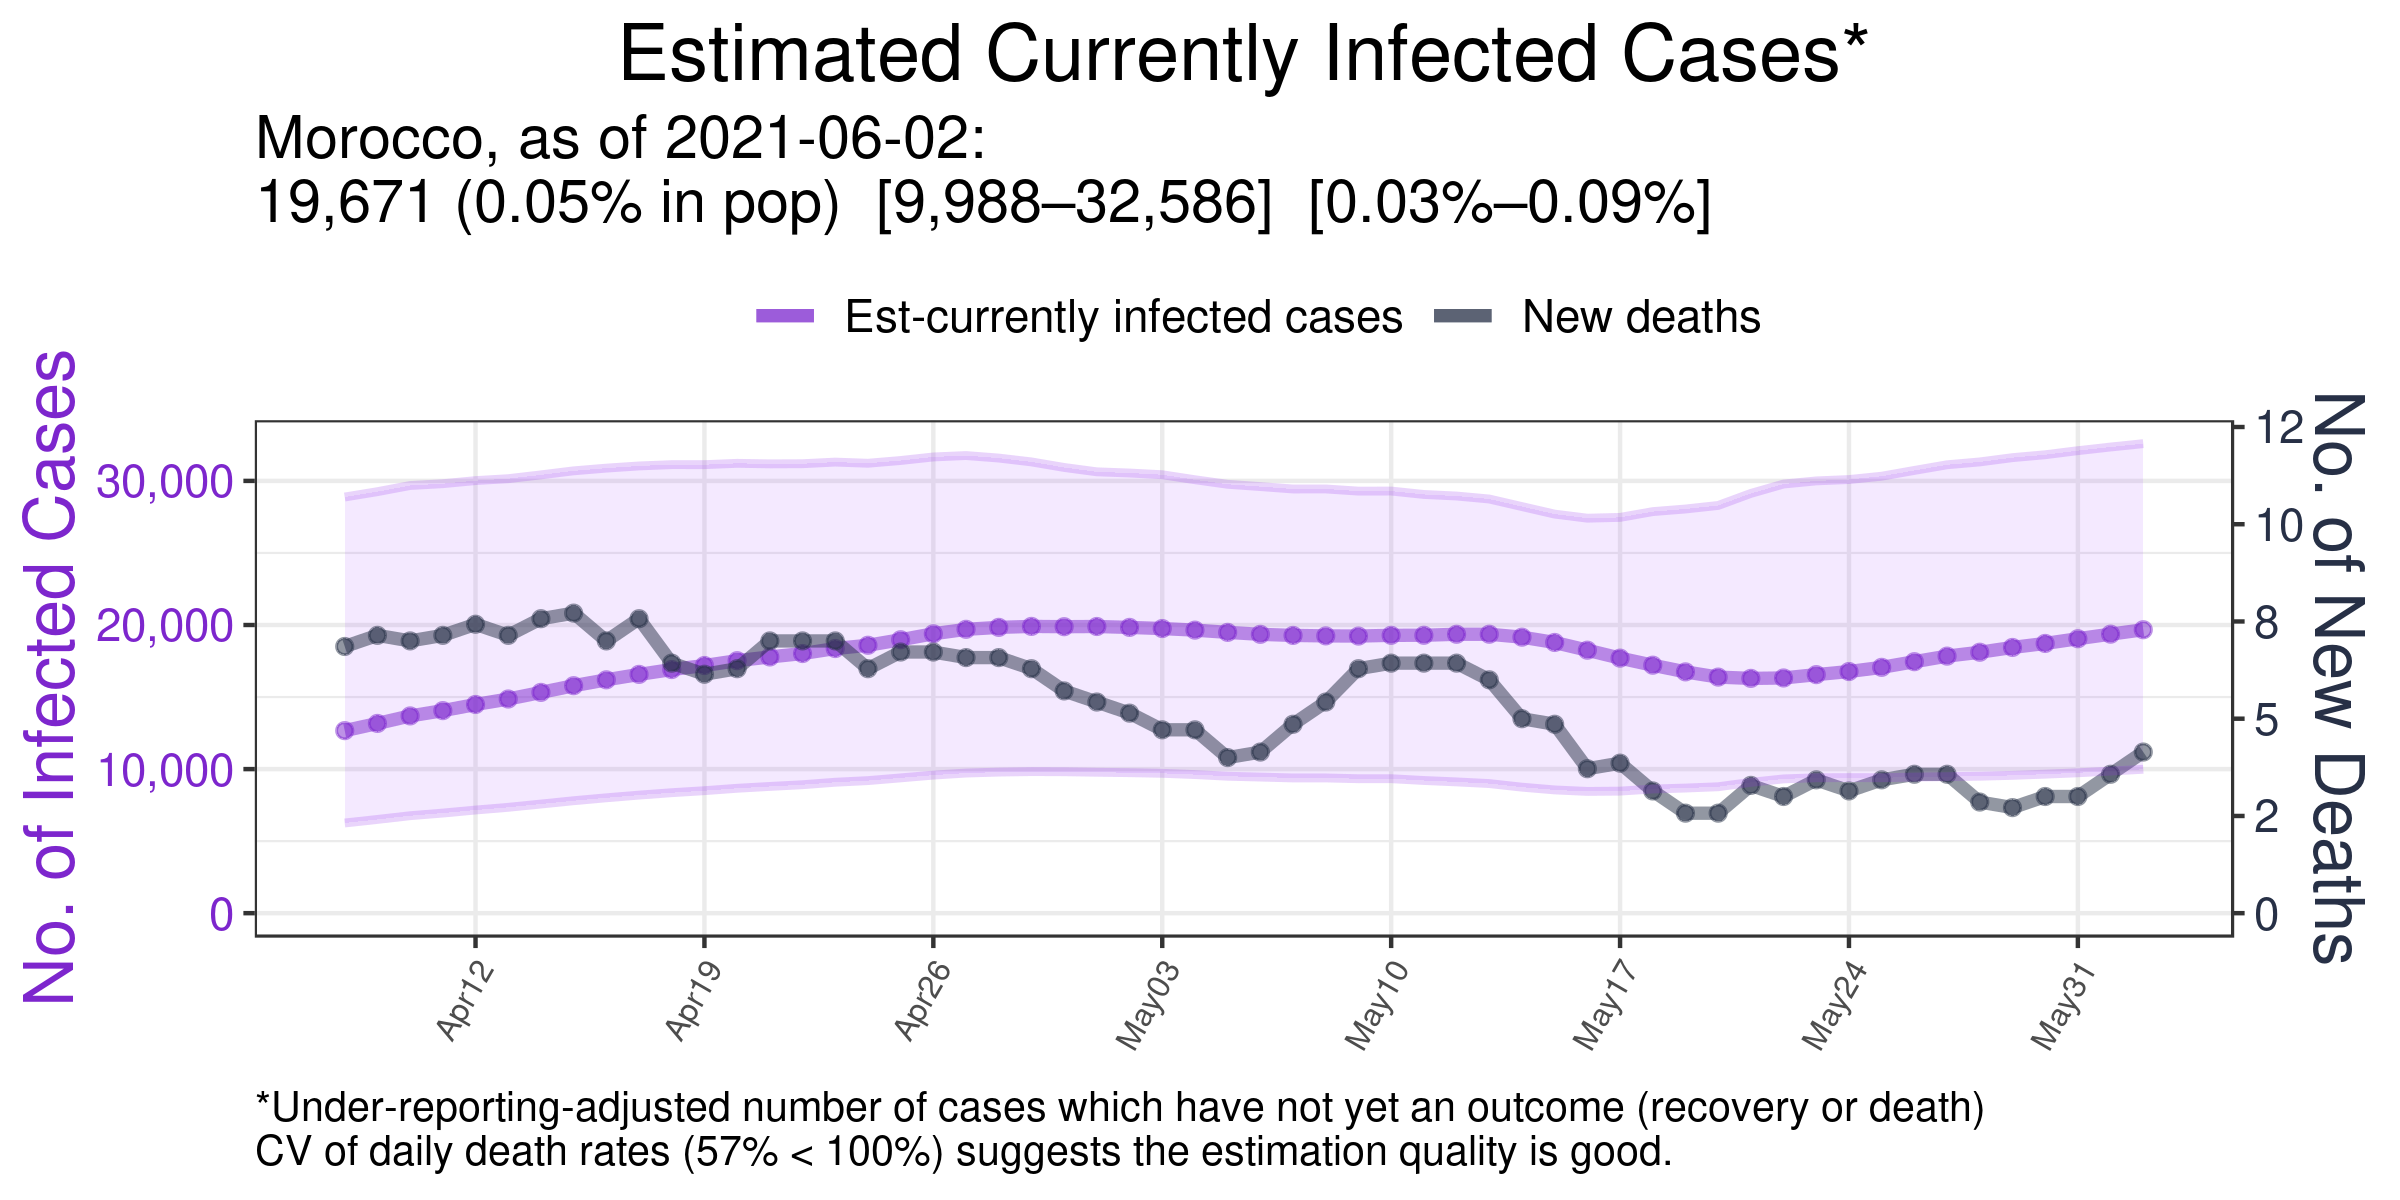 Estimated Currently Infected Cases*
Morocco, as of 2021-06-02:
19,671 (0.05% in pop)  [9,988–32,586]  [0.03%–0.09%]
Est-currently infected cases
New deaths
No. of Infected Cases
30,000
20,000
10,000
0
12
10
8
5
2
0
No. of New Deaths
Apr12
Apr19
Apr26
May03
May10
May17
May24
May31
*Under-reporting-adjusted number of cases which have not yet an outcome (recovery or death)
CV of daily death rates (57% < 100%) suggests the estimation quality is good.